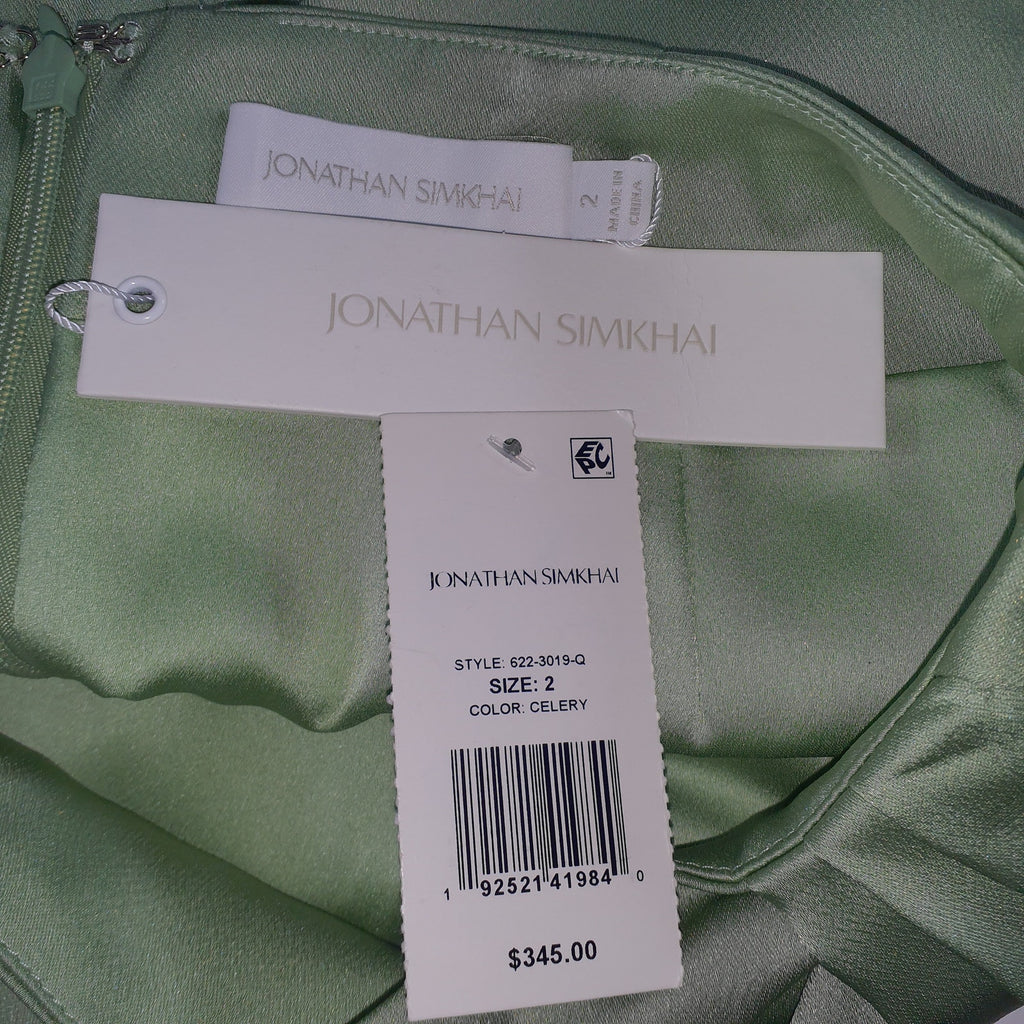 JONATHAN SIMKHAI
2
MADE IN
CHINA
JONATHAN SIMKHAI
EPC
JONATHAN SIMKHAI
STYLE: 622-3019-Q
SIZE: 2
COLOR: CELERY
1 92521 41984 0
$345.00